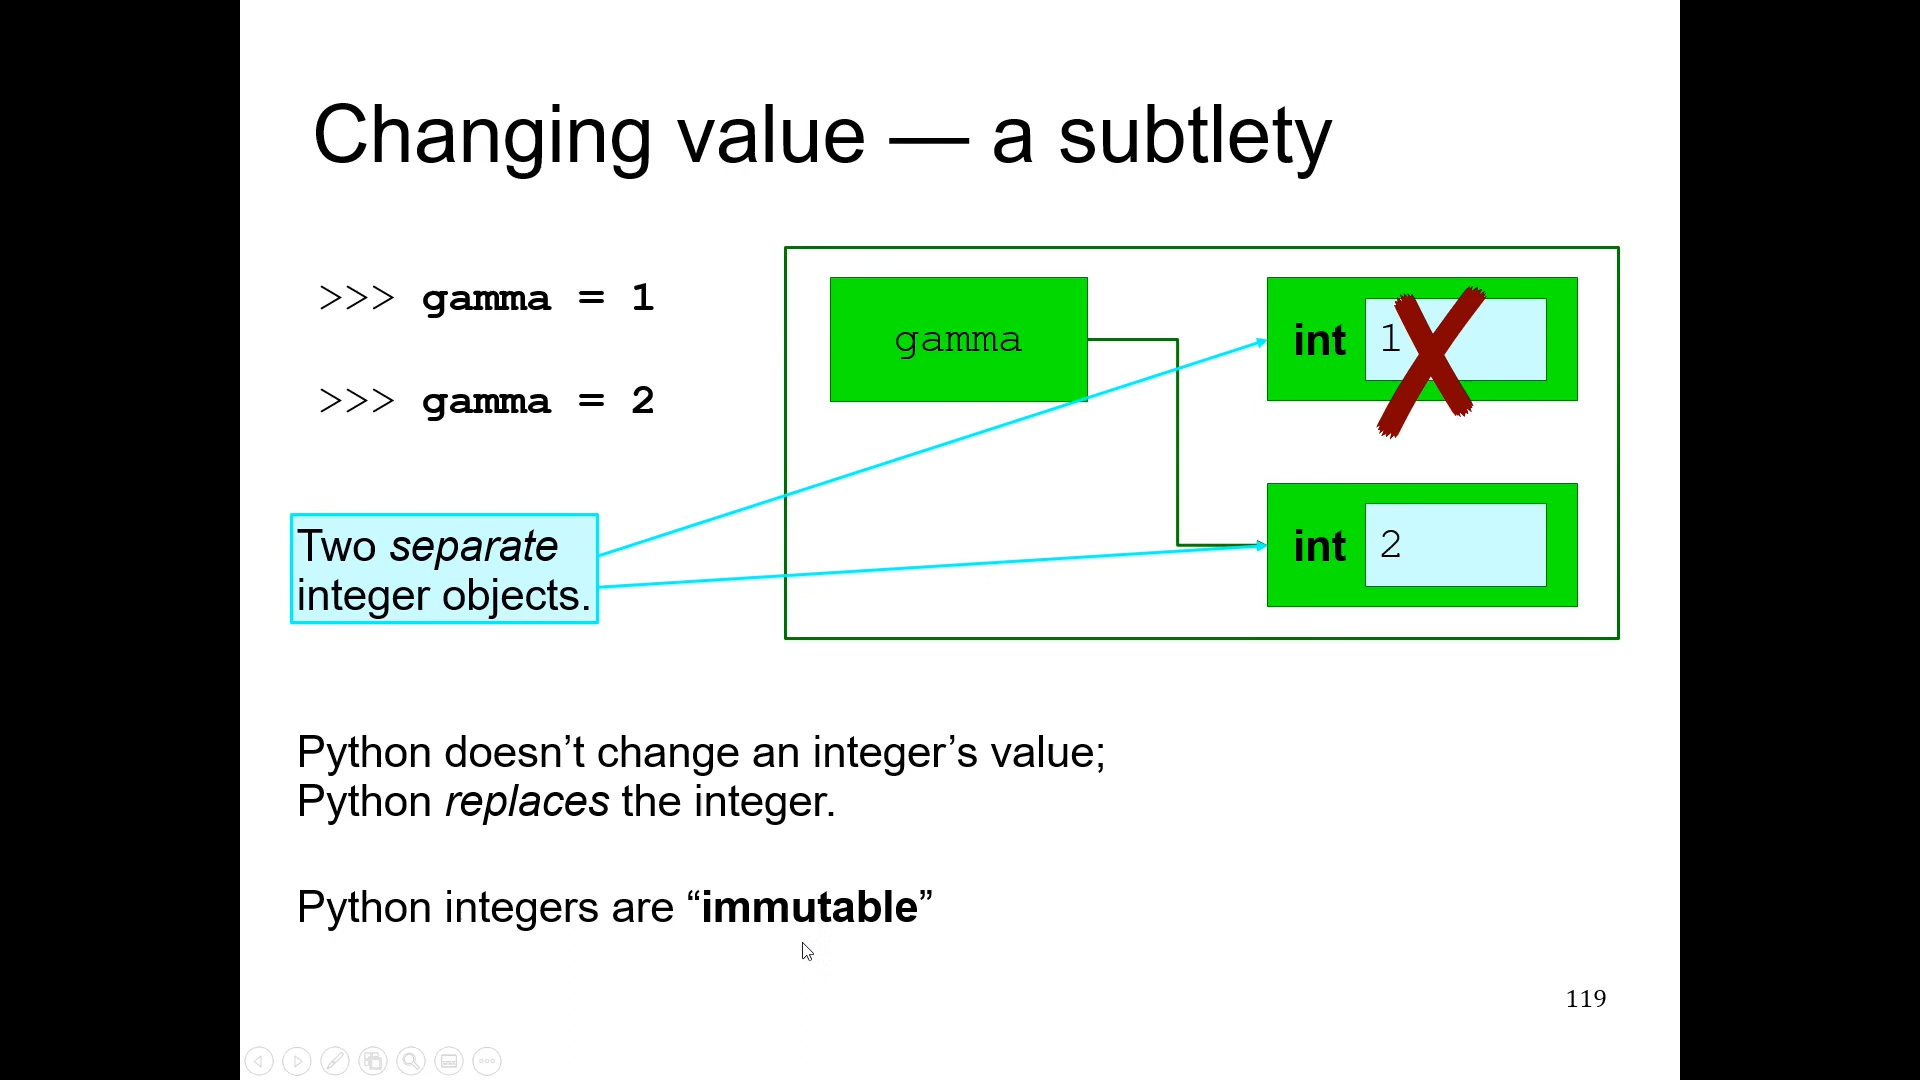 Changing value — a subtlety
>>> gamma = 1
>>> gamma = 2
gamma
int 1
int 2
Two separate
integer objects.
Python doesn’t change an integer’s value;
Python replaces the integer.
Python integers are “immutable”
119